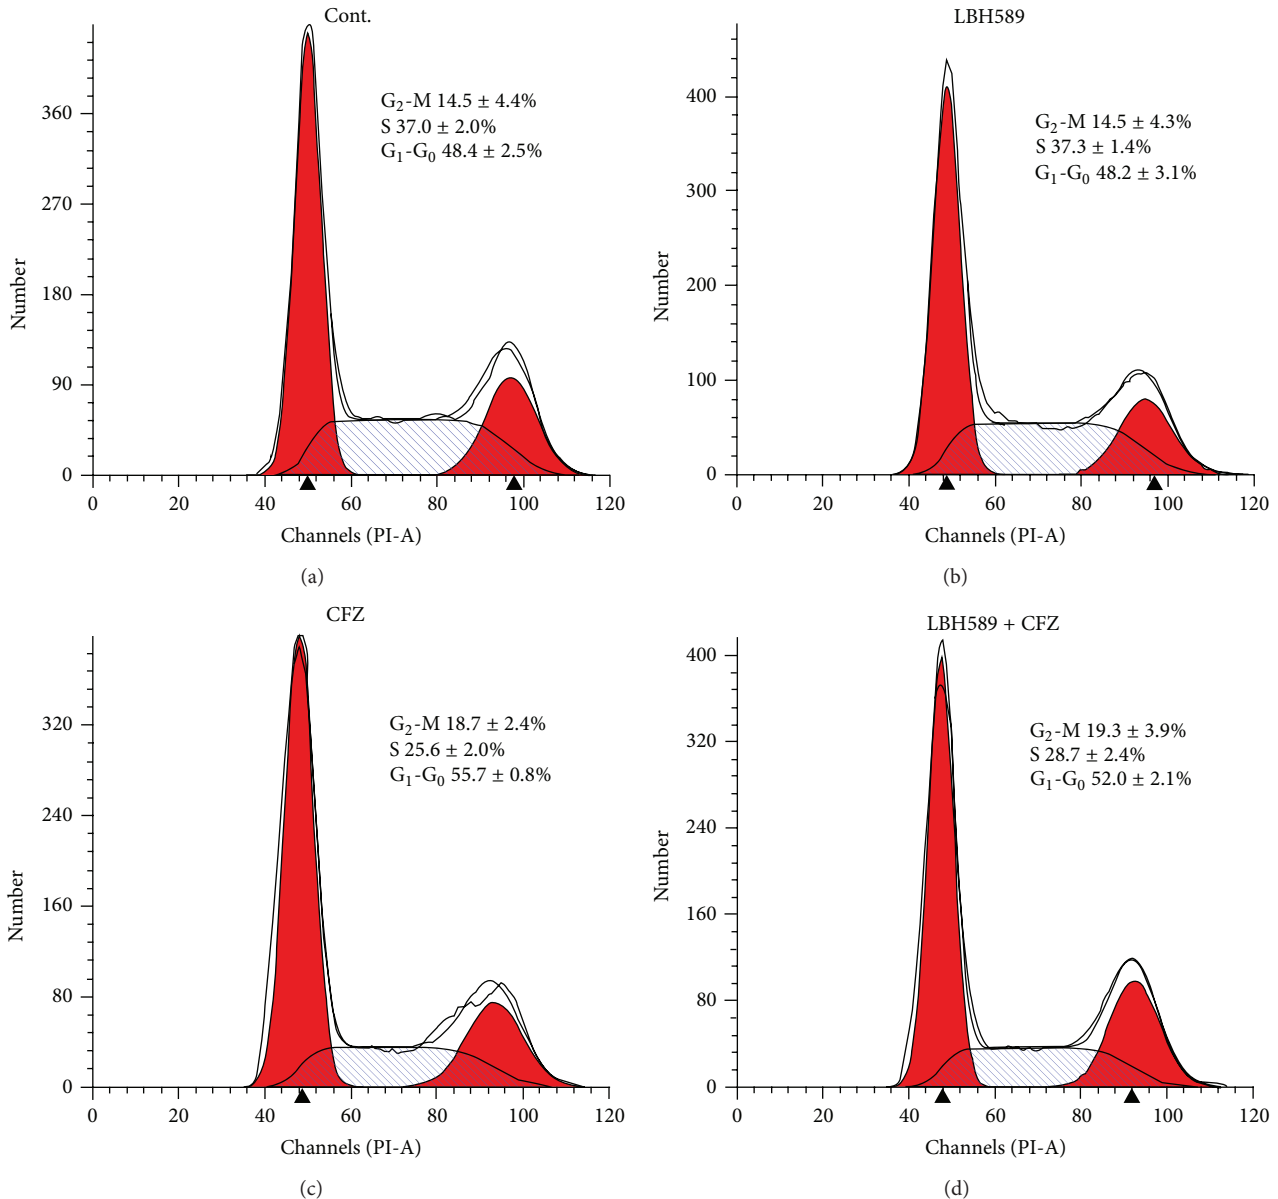 Cont.
G₂-M 14.5 ± 4.4%
S 37.0 ± 2.0%
G₁-G₀ 48.4 ± 2.5%
360
270
180
90
0
Number
0 20 40 60 80 100 120
Channels (PI-A)
(a)
LBH589
G₂-M 14.5 ± 4.3%
S 37.3 ± 1.4%
G₁-G₀ 48.2 ± 3.1%
400
300
200
100
0
Number
0 20 40 60 80 100 120
Channels (PI-A)
(b)
CFZ
G₂-M 18.7 ± 2.4%
S 25.6 ± 2.0%
G₁-G₀ 55.7 ± 0.8%
320
240
160
80
0
Number
0 20 40 60 80 100 120
Channels (PI-A)
(c)
LBH589 + CFZ
G₂-M 19.3 ± 3.9%
S 28.7 ± 2.4%
G₁-G₀ 52.0 ± 2.1%
400
320
240
160
80
0
Number
0 20 40 60 80 100 120
Channels (PI-A)
(d)